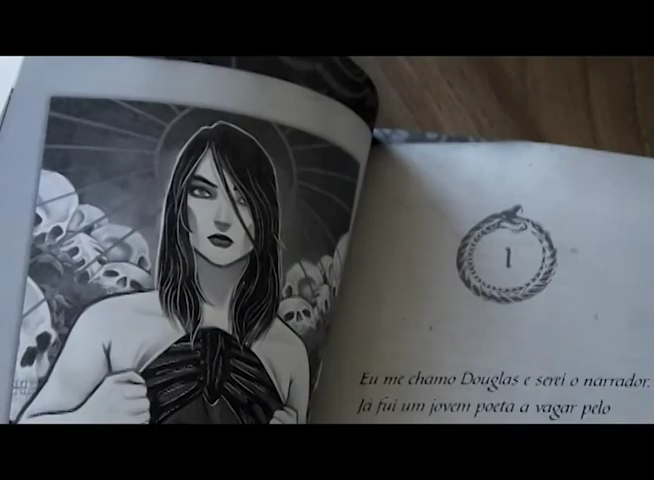 1
Eu me chamo Douglas e serei o narrador.
Já fui um jovem poeta a vagar pelo